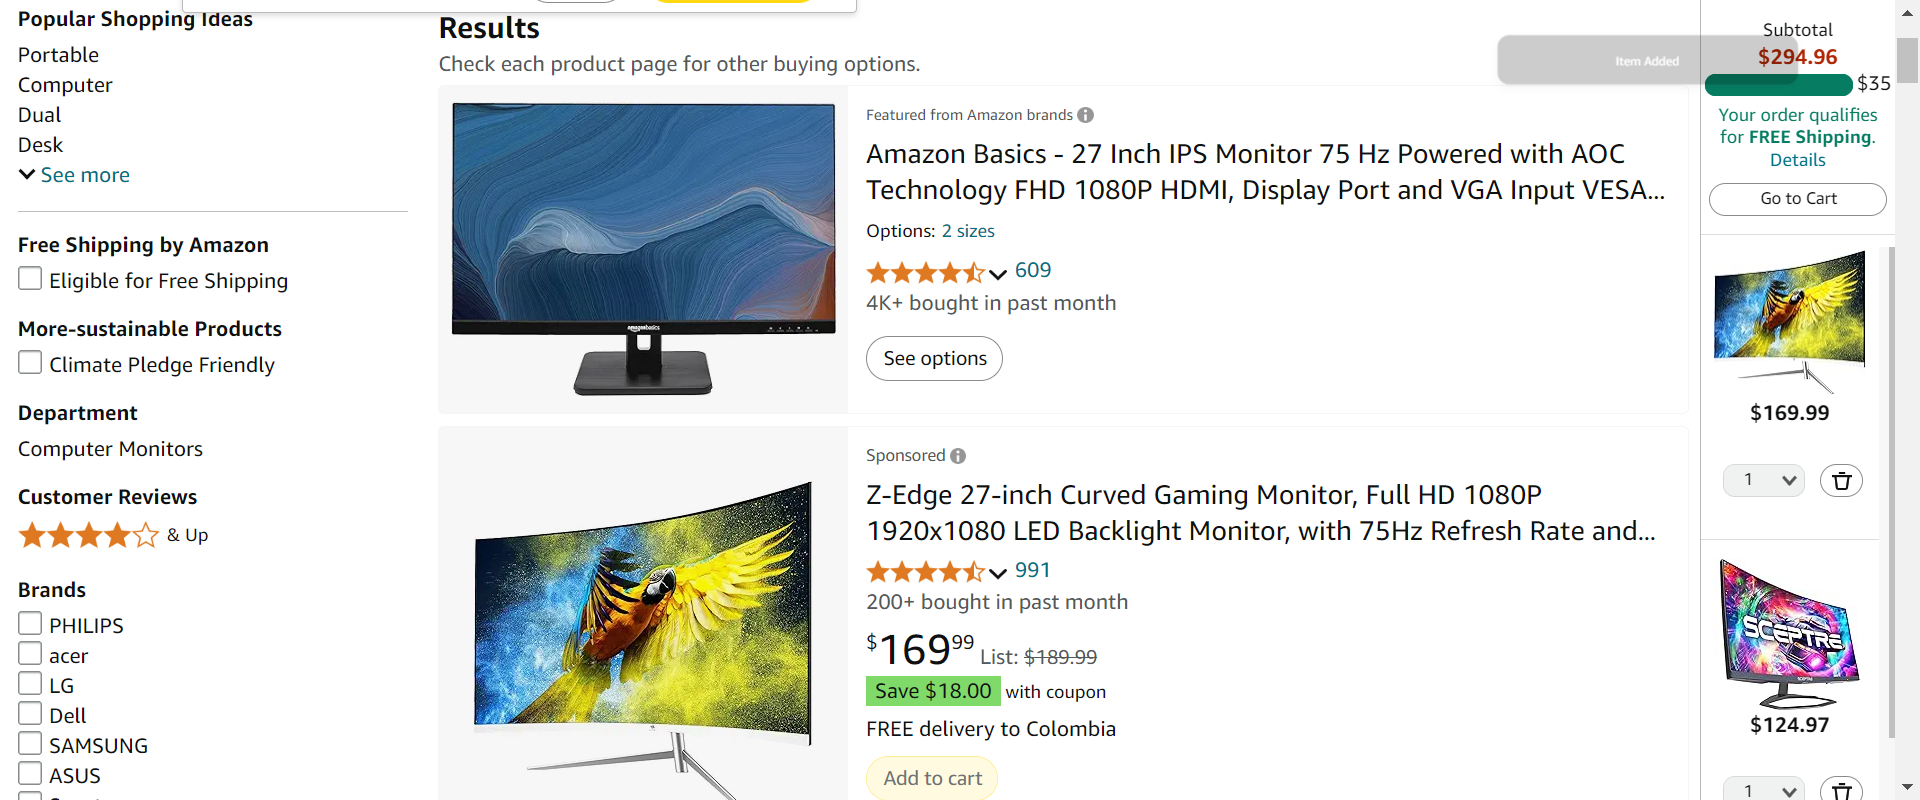 Popular Shopping Ideas
Portable
Computer
Dual
Desk
See more
Free Shipping by Amazon
Eligible for Free Shipping
More-sustainable Products
Climate Pledge Friendly
Department
Computer Monitors
Customer Reviews
& Up
Brands
PHILIPS
acer
LG
Dell
SAMSUNG
ASUS
Results
Check each product page for other buying options.
amazonbasics
Featured from Amazon brands
Amazon Basics - 27 Inch IPS Monitor 75 Hz Powered with AOC
Technology FHD 1080P HDMI, Display Port and VGA Input VESA...
Options: 2 sizes
609
4K+ bought in past month
See options
Sponsored
Z-Edge 27-inch Curved Gaming Monitor, Full HD 1080P
1920x1080 LED Backlight Monitor, with 75Hz Refresh Rate and...
991
200+ bought in past month
$169.99 List: $189.99
Save $18.00 with coupon
FREE delivery to Colombia
Add to cart
Item Added
Subtotal
$294.96
$35
Your order qualifies
for FREE Shipping.
Details
Go to Cart
$169.99
1
SCEPTRE
$124.97
1